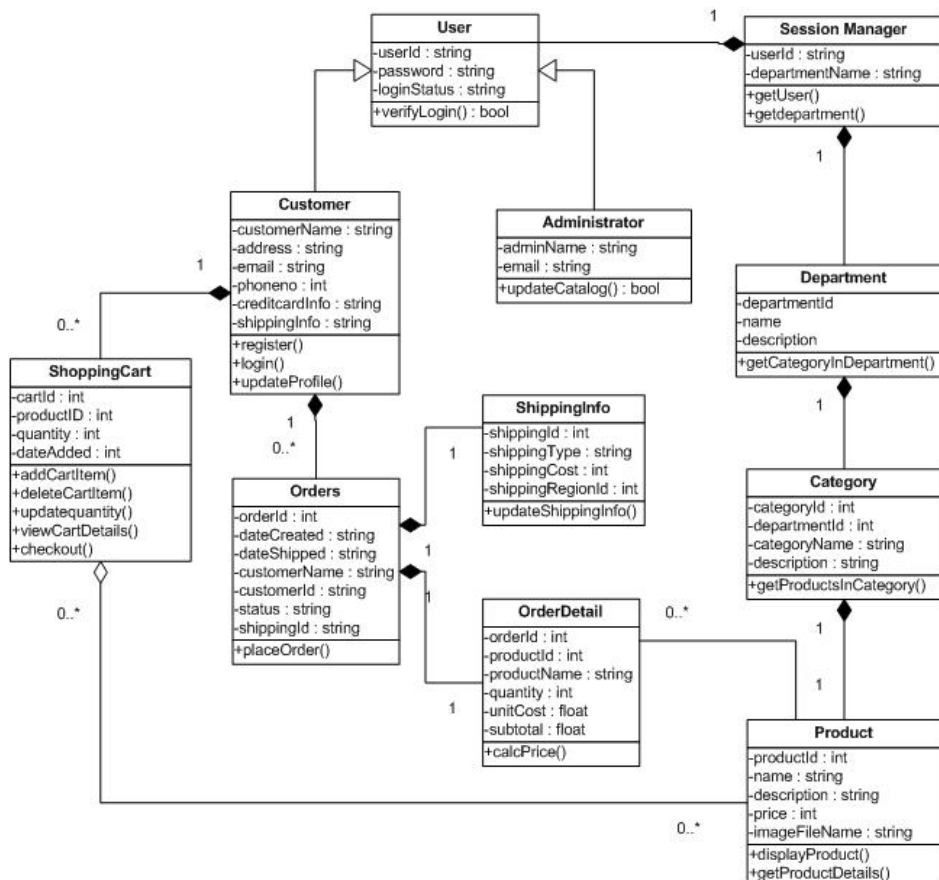 User
-userId : string
-password : string
-loginStatus : string
+verifyLogin() : bool
1
Session Manager
-userId : string
-departmentName : string
+getUser()
+getdepartment()
1
Customer
-customerName : string
-address : string
-email : string
-phoneno : int
-creditcardInfo : string
-shippingInfo : string
+register()
+login()
+updateProfile()
1
0..*
1
0..*
Administrator
-adminName : string
-email : string
+updateCatalog() : bool
Department
-departmentId
-name
-description
+getCategoryInDepartment()
1
ShoppingCart
-cartId : int
-productID : int
-quantity : int
-dateAdded : int
+addCartItem()
+deleteCartItem()
+updatequantity()
+viewCartDetails()
+checkout()
0..*
ShippingInfo
-shippingId : int
-shippingType : string
-shippingCost : int
-shippingRegionId : int
+updateShippingInfo()
1
Orders
-orderId : int
-dateCreated : string
-dateShipped : string
-customerName : string
-customerId : string
-status : string
-shippingId : string
+placeOrder()
1
1
1
Category
-categoryId : int
-departmentId : int
-categoryName : string
-description : string
+getProductsInCategory()
1
1
OrderDetail
-orderId : int
-productId : int
-productName : string
-quantity : int
-unitCost : float
-subtotal : float
+calcPrice()
0..*
Product
-productId : int
-name : string
-description : string
-price : int
-imageFileName : string
+displayProduct()
+getProductDetails()
0..*